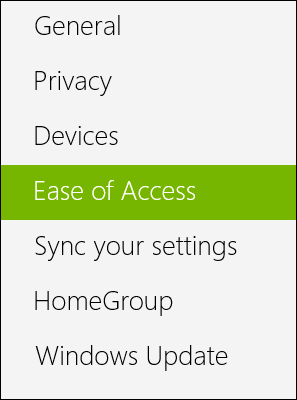 General
Privacy
Devices
Ease of Access
Sync your settings
HomeGroup
Windows Update